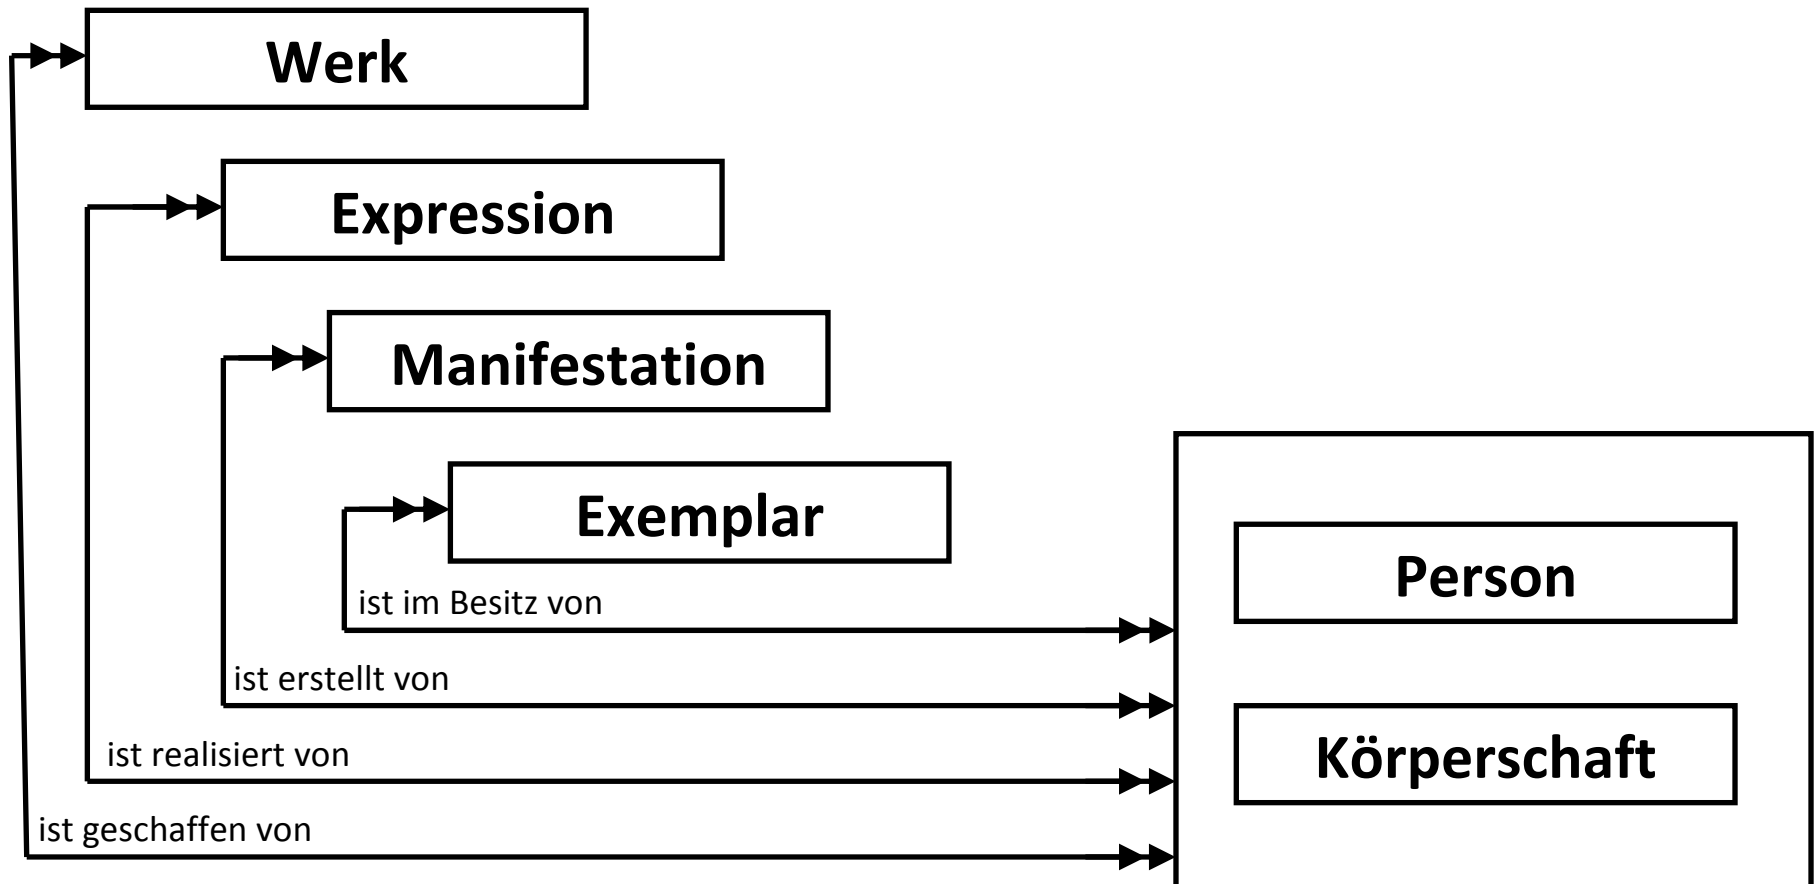 Werk
Expression
Manifestation
Exemplar
ist im Besitz von
Person
ist erstellt von
Körperschaft
ist realisiert von
ist geschaffen von